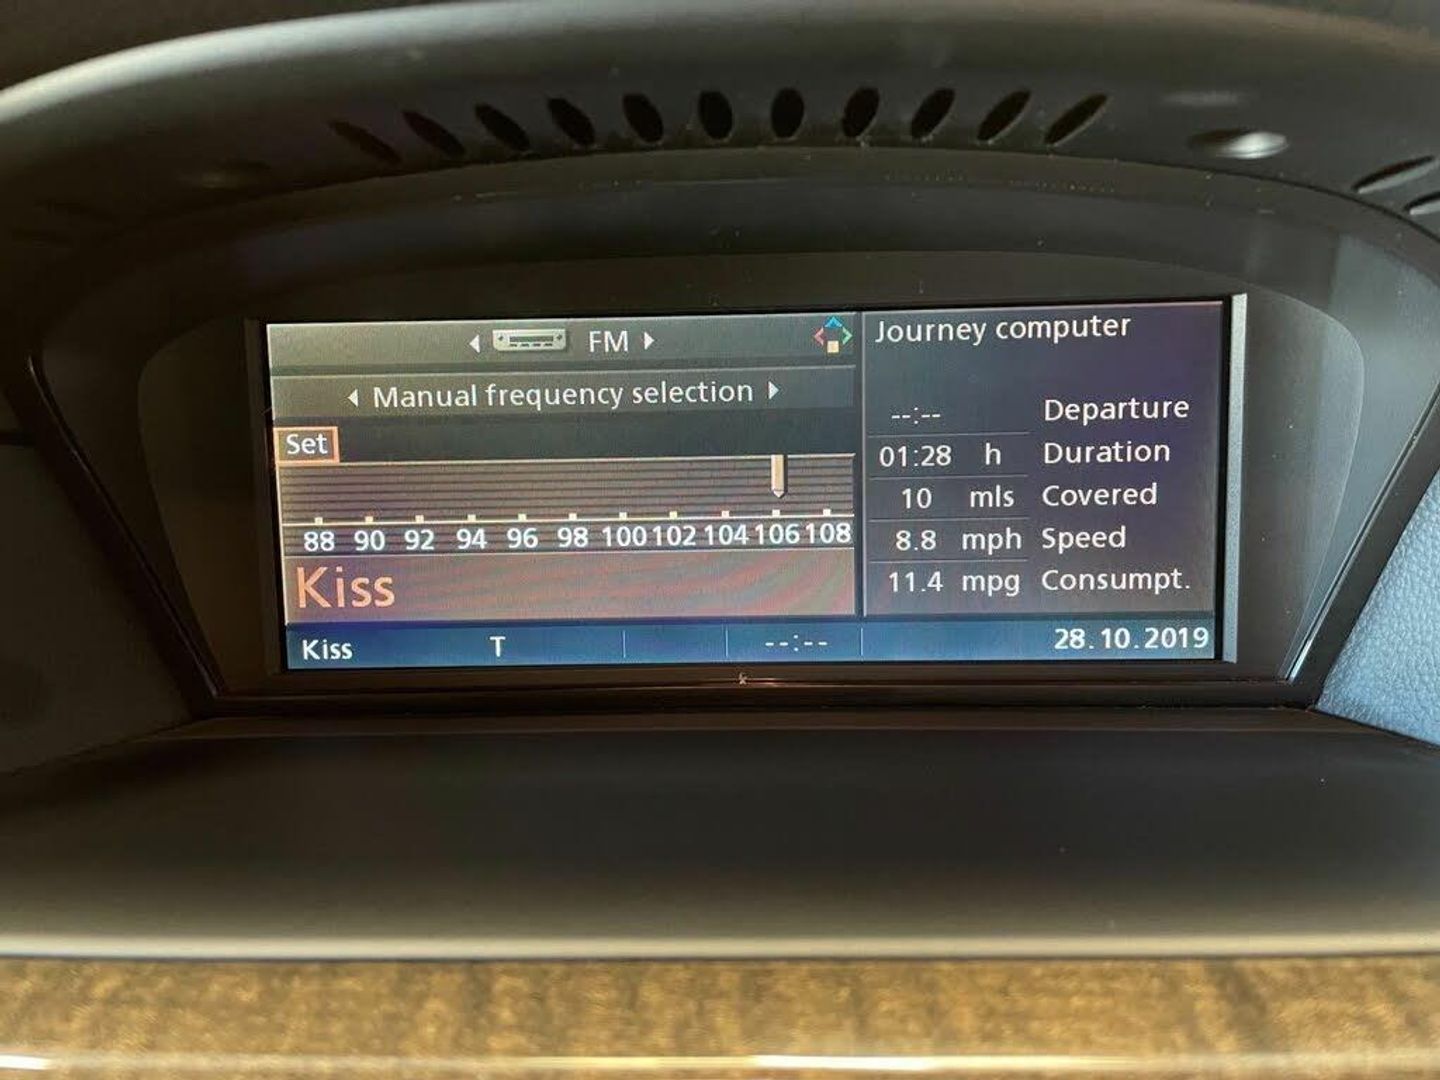 FM
Manual frequency selection
Set
88 90 92 94 96 98 100 102 104 106 108
Kiss
Journey computer
--:-- Departure
01:28 h Duration
10 mls Covered
8.8 mph Speed
11.4 mpg Consumpt.
Kiss T --:-- 28.10.2019